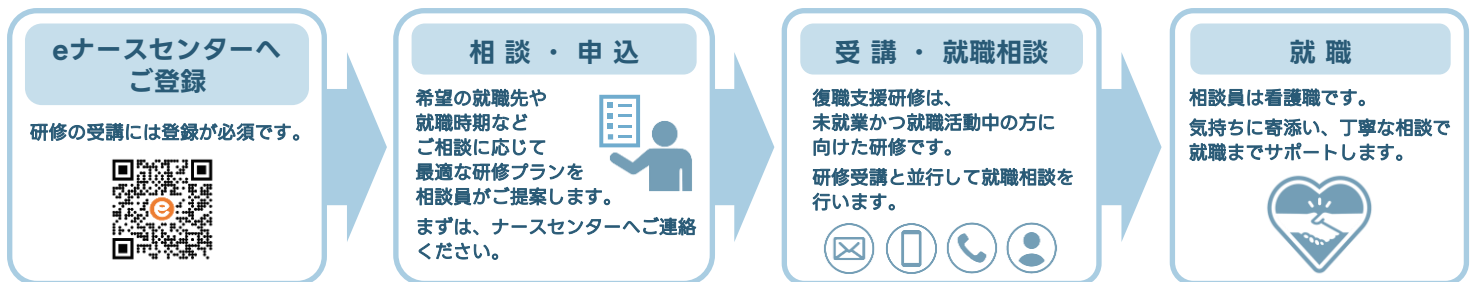 eナースセンターへ
ご登録
研修の受講には登録が必須です。
相談・申込
希望の就職先や
就職時期など
ご相談に応じて
最適な研修プランを
相談員がご提案します。
まずは、ナースセンターへご連絡
ください。
受講・就職相談
復職支援研修は、
未就業かつ就職活動中の方に
向けた研修です。
研修受講と並行して就職相談を
行います。
就職
相談員は看護職です。
気持ちに寄添い、丁寧な相談で
就職までサポートします。